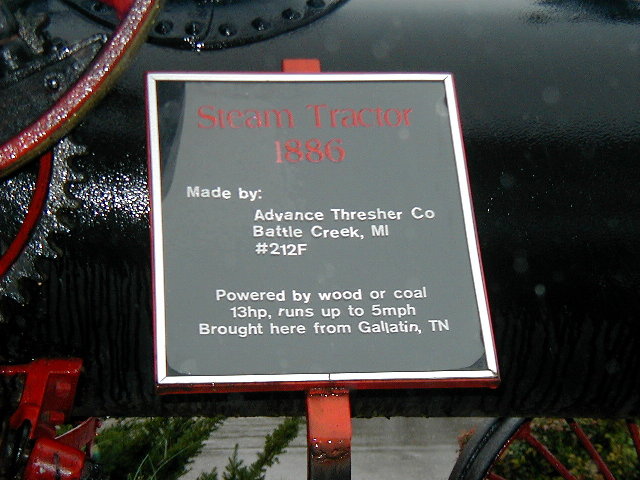 Steam Tractor
1886
Made by:
Advance Thresher Co
Battle Creek, MI
#212F
Powered by wood or coal
13hp, runs up to 5mph
Brought here from Gallatin, TN